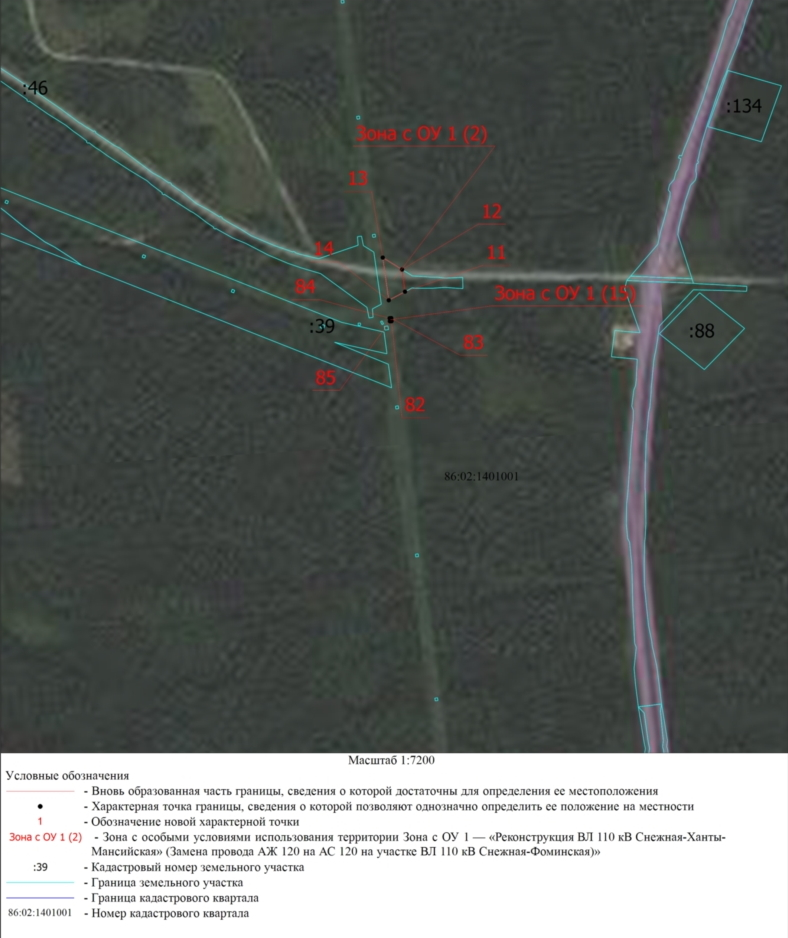 :46
:134
Зона с ОУ 1 (2)
13
12
14
11
84
Зона с ОУ 1 (15)
:39
:88
83
85
82
86:02:1401001
Масштаб 1:7200
Условные обозначения
- Вновь образованная часть границы, сведения о которой достаточны для определения ее местоположения
- Характерная точка границы, сведения о которой позволяют однозначно определить ее положение на местности
1 - Обозначение новой характерной точки
Зона с ОУ 1 (2) - Зона с особыми условиями использования территории Зона с ОУ 1 — «Реконструкция ВЛ 110 кВ Снежная-Ханты-
Мансийская» (Замена провода АЖ 120 на АС 120 на участке ВЛ 110 кВ Снежная-Фоминская)»
:39 - Кадастровый номер земельного участка
- Граница земельного участка
- Граница кадастрового квартала
86:02:1401001 - Номер кадастрового квартала